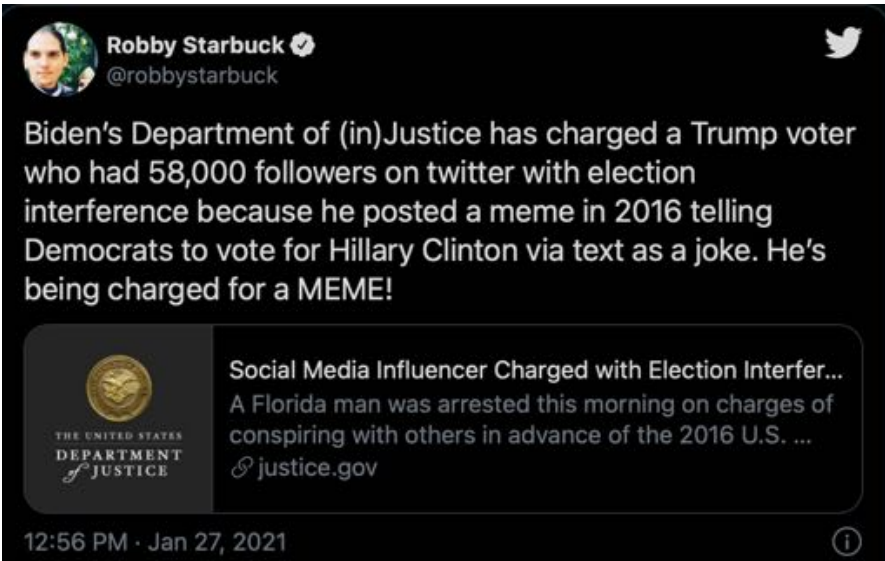 Robby Starbuck
@robbystarbuck
Biden’s Department of (in)Justice has charged a Trump voter
who had 58,000 followers on twitter with election
interference because he posted a meme in 2016 telling
Democrats to vote for Hillary Clinton via text as a joke. He’s
being charged for a MEME!
THE UNITED STATES
DEPARTMENT
of JUSTICE
Social Media Influencer Charged with Election Interfer...
A Florida man was arrested this morning on charges of
conspiring with others in advance of the 2016 U.S. ...
justice.gov
12:56 PM · Jan 27, 2021